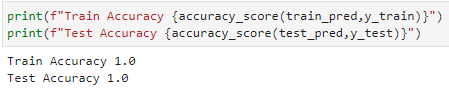 print(f"Train Accuracy {accuracy_score(train_pred,y_train)}")
print(f"Test Accuracy {accuracy_score(test_pred,y_test)}")
Train Accuracy 1.0
Test Accuracy 1.0